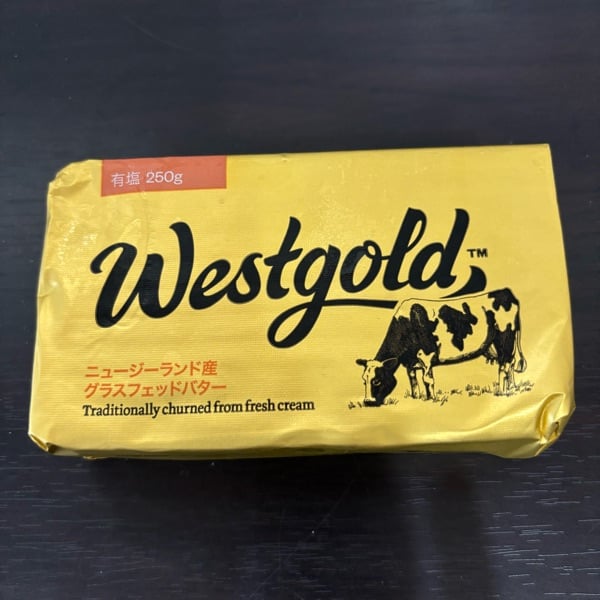 有塩 250g
Westgold™
ニュージーランド産
グラスフェッドバター
Traditionally churned from fresh cream